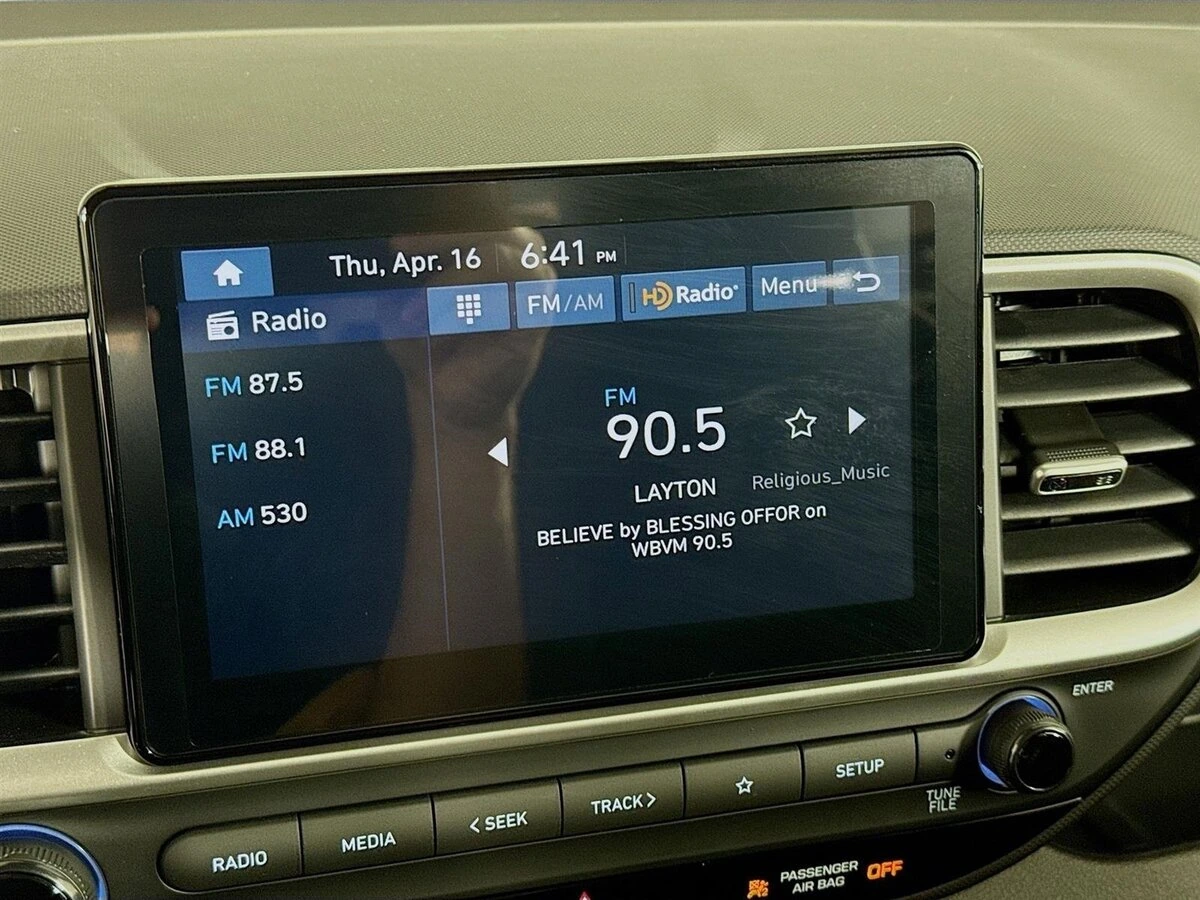 Thu, Apr. 16 6:41 PM
Radio FM/AM HD Radio® Menu
FM 87.5
FM 88.1
AM 530
FM
90.5
LAYTON Religious_Music
BELIEVE by BLESSING OFFOR on
WBVM 90.5
RADIO MEDIA < SEEK TRACK > SETUP
TUNE
FILE
ENTER
PASSENGER
AIR BAG OFF